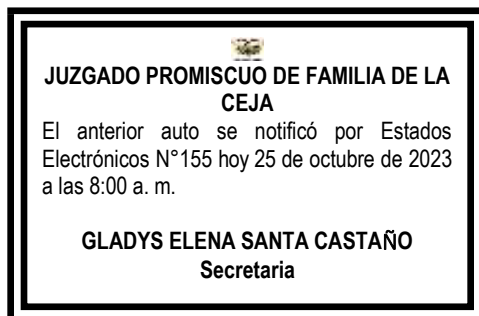 JUZGADO PROMISCUO DE FAMILIA DE LA
CEJA
El anterior auto se notificó por Estados
Electrónicos N°155 hoy 25 de octubre de 2023
a las 8:00 a. m.
GLADYS ELENA SANTA CASTAÑO
Secretaria